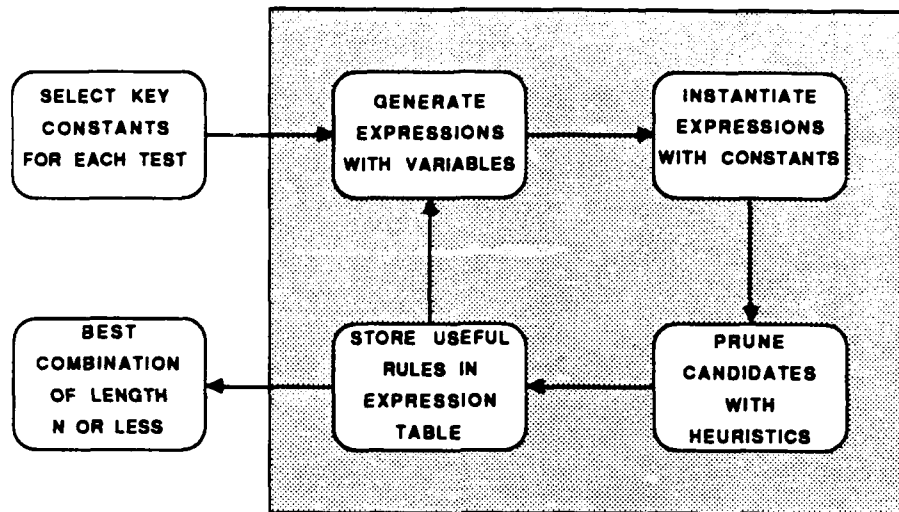 SELECT KEY
CONSTANTS
FOR EACH TEST
GENERATE
EXPRESSIONS
WITH VARIABLES
INSTANTIATE
EXPRESSIONS
WITH CONSTANTS
BEST
COMBINATION
OF LENGTH
N OR LESS
STORE USEFUL
RULES IN
EXPRESSION
TABLE
PRUNE
CANDIDATES
WITH
HEURISTICS